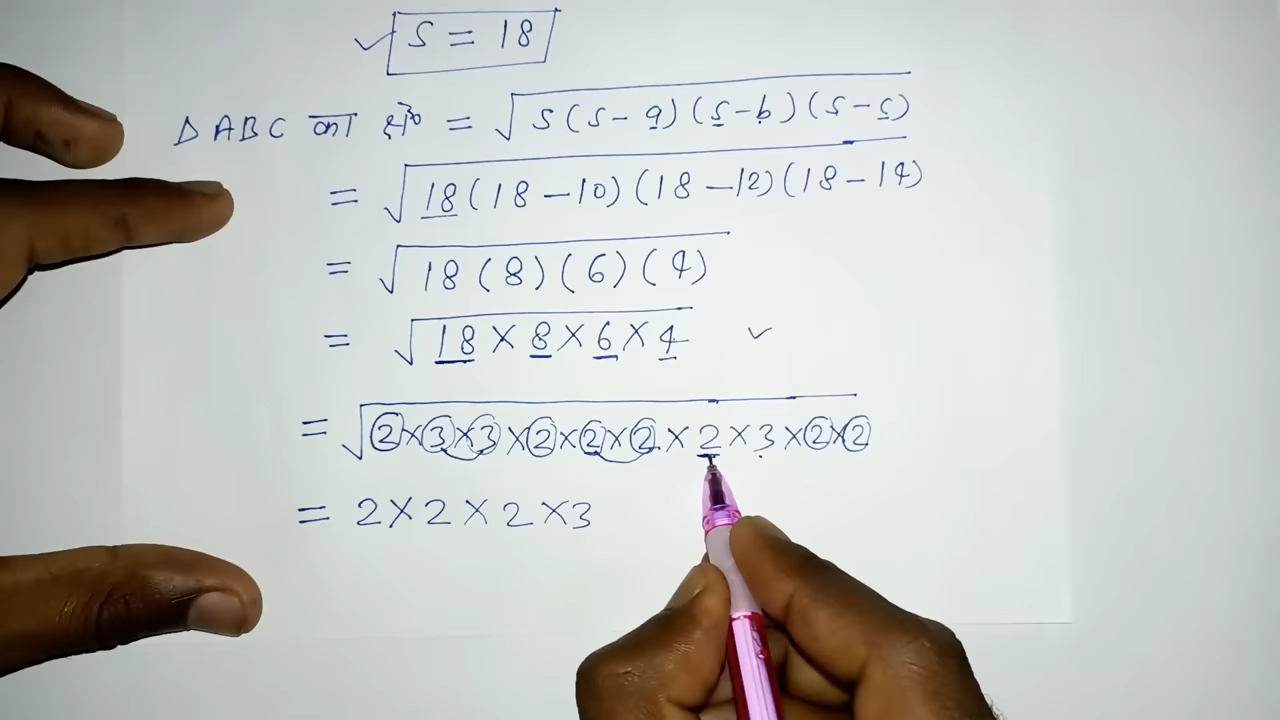 S = 18
Δ ABC का क्षे० = √S(S-a)(S-b)(S-c)
= √18(18-10)(18-12)(18-14)
= √18(8)(6)(4)
= √18×8×6×4
= √2×3×3×2×2×2×2×3×2×2
= 2×2×2×3